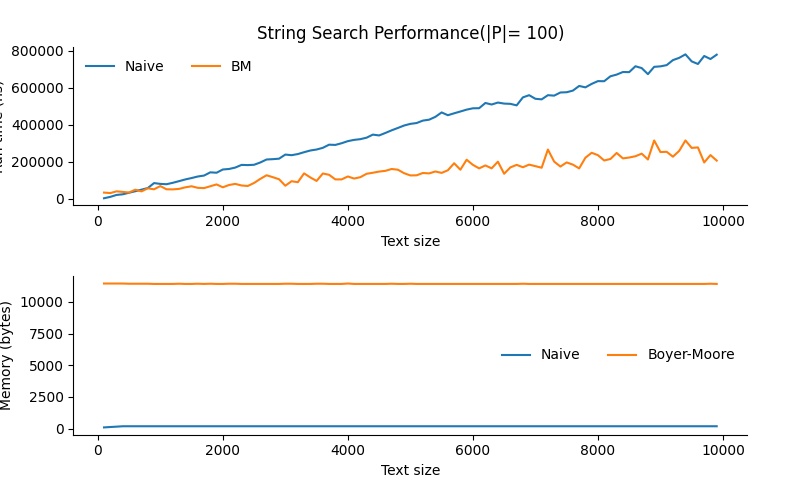 String Search Performance(|P|= 100)
800000
600000
400000
200000
0
Naive
BM
0
2000
4000
6000
8000
10000
Text size
10000
7500
5000
2500
0
Memory (bytes)
Naive
Boyer-Moore
0
2000
4000
6000
8000
10000
Text size